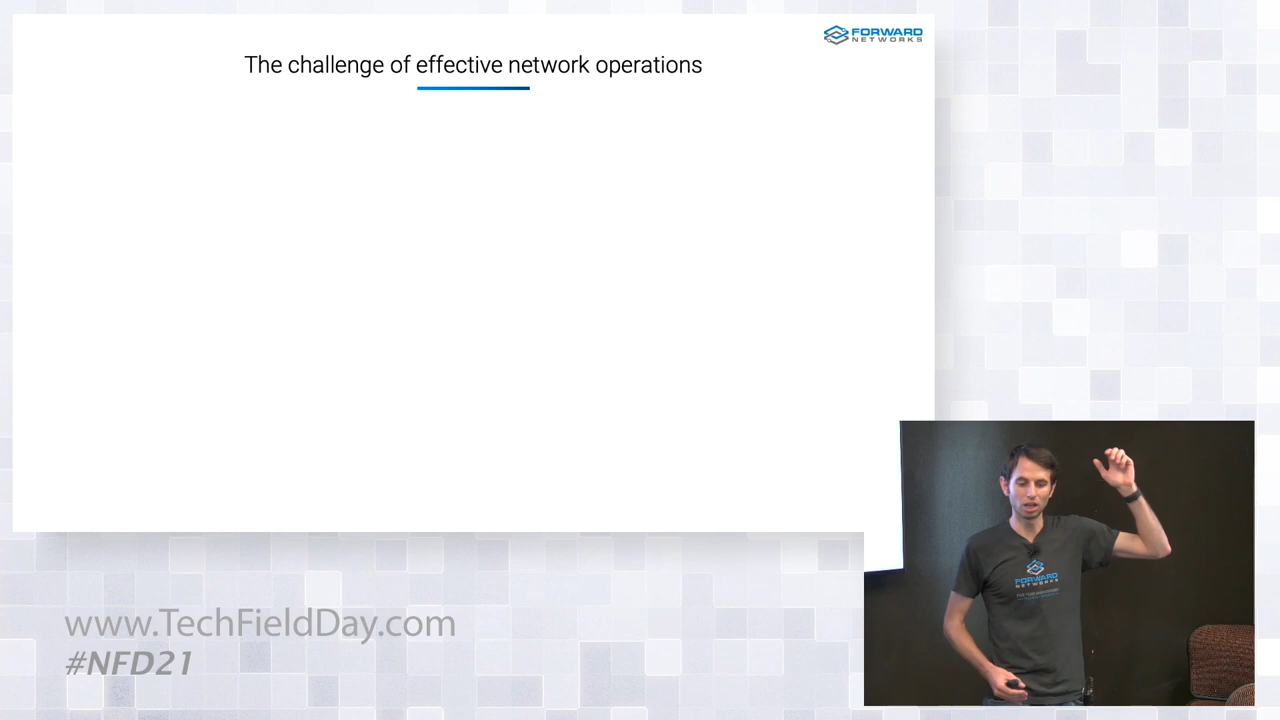 FORWARD
NETWORKS
The challenge of effective network operations
www.TechFieldDay.com
#NFD21
FORWARD
NETWORKS